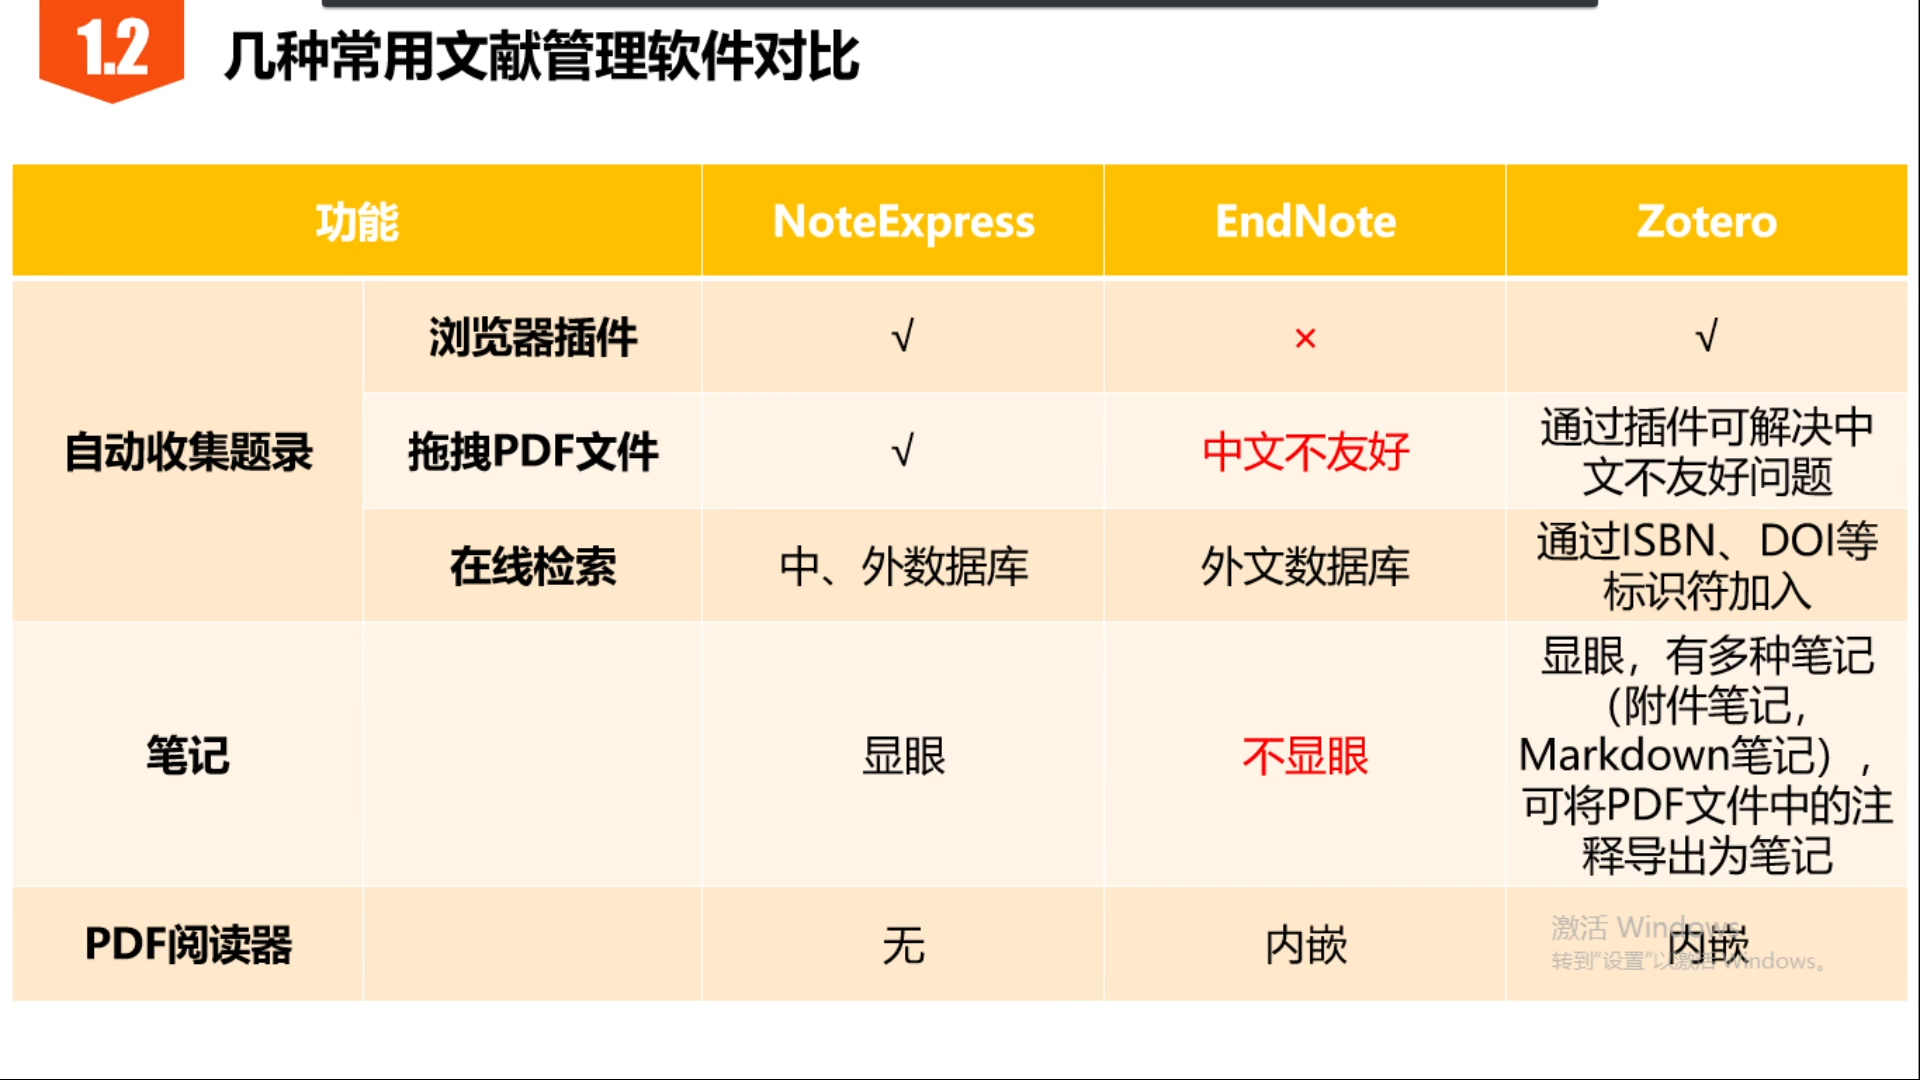 1.2
几种常用文献管理软件对比
功能
NoteExpress
EndNote
Zotero
自动收集题录
浏览器插件
√
×
√
拖拽PDF文件
√
中文不友好
通过插件可解决中
文不友好问题
在线检索
中、外数据库
外文数据库
通过ISBN、DOI等
标识符加入
笔记
显眼
不显眼
显眼，有多种笔记
（附件笔记，
Markdown笔记），
可将PDF文件中的注
释导出为笔记
PDF阅读器
无
内嵌
内嵌
激活 Windows
转到“设置”以激活 Windows。